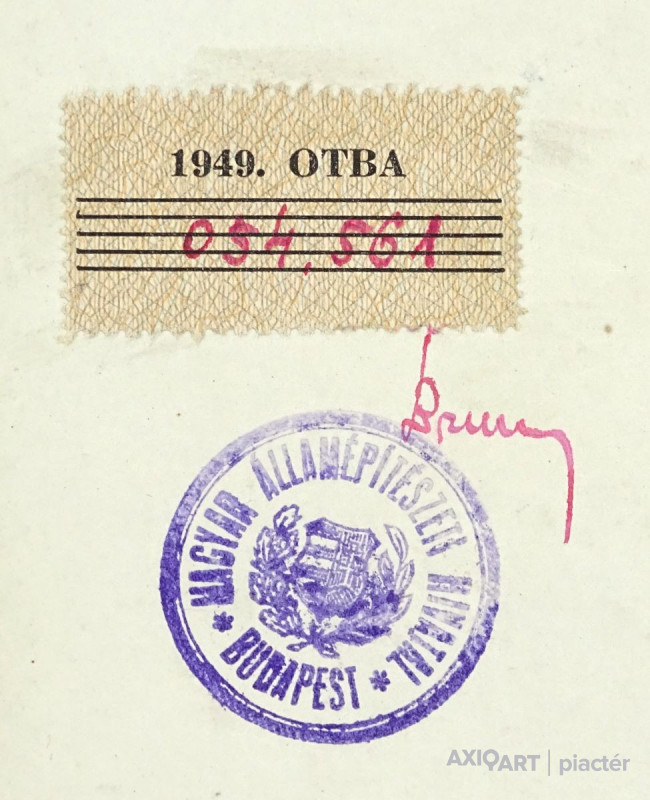 1949. OTBA
054,561
MAGYAR ÁLLAMÉPÍTÉSZETI HIVATAL
* BUDAPEST *
AXIOART | piactér